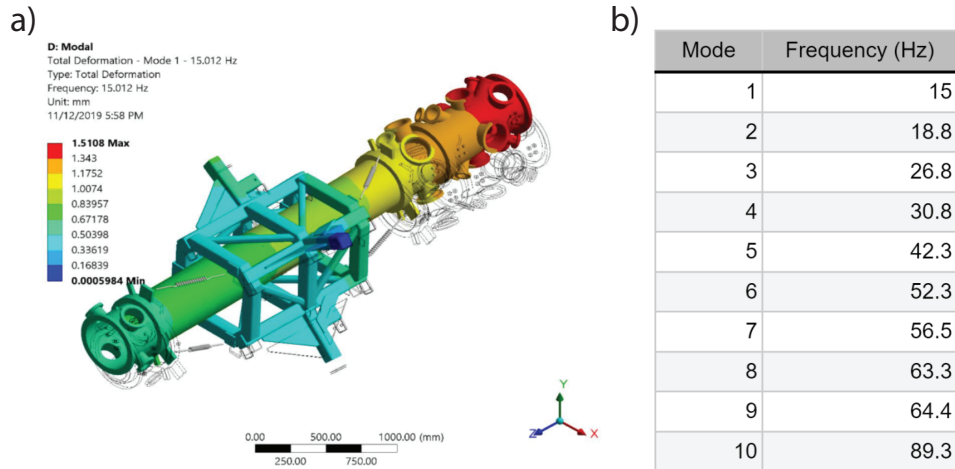 a)
D: Modal
Total Deformation - Mode 1 - 15.012 Hz
Type: Total Deformation
Frequency: 15.012 Hz
Unit: mm
11/12/2019 5:58 PM
1.5108 Max
1.343
1.1752
1.0074
0.83957
0.67178
0.50398
0.33619
0.16839
0.0005984 Min
0.00 500.00 1000.00 (mm)
250.00 750.00
Y
Z X
b)
Mode Frequency (Hz)
1 15
2 18.8
3 26.8
4 30.8
5 42.3
6 52.3
7 56.5
8 63.3
9 64.4
10 89.3